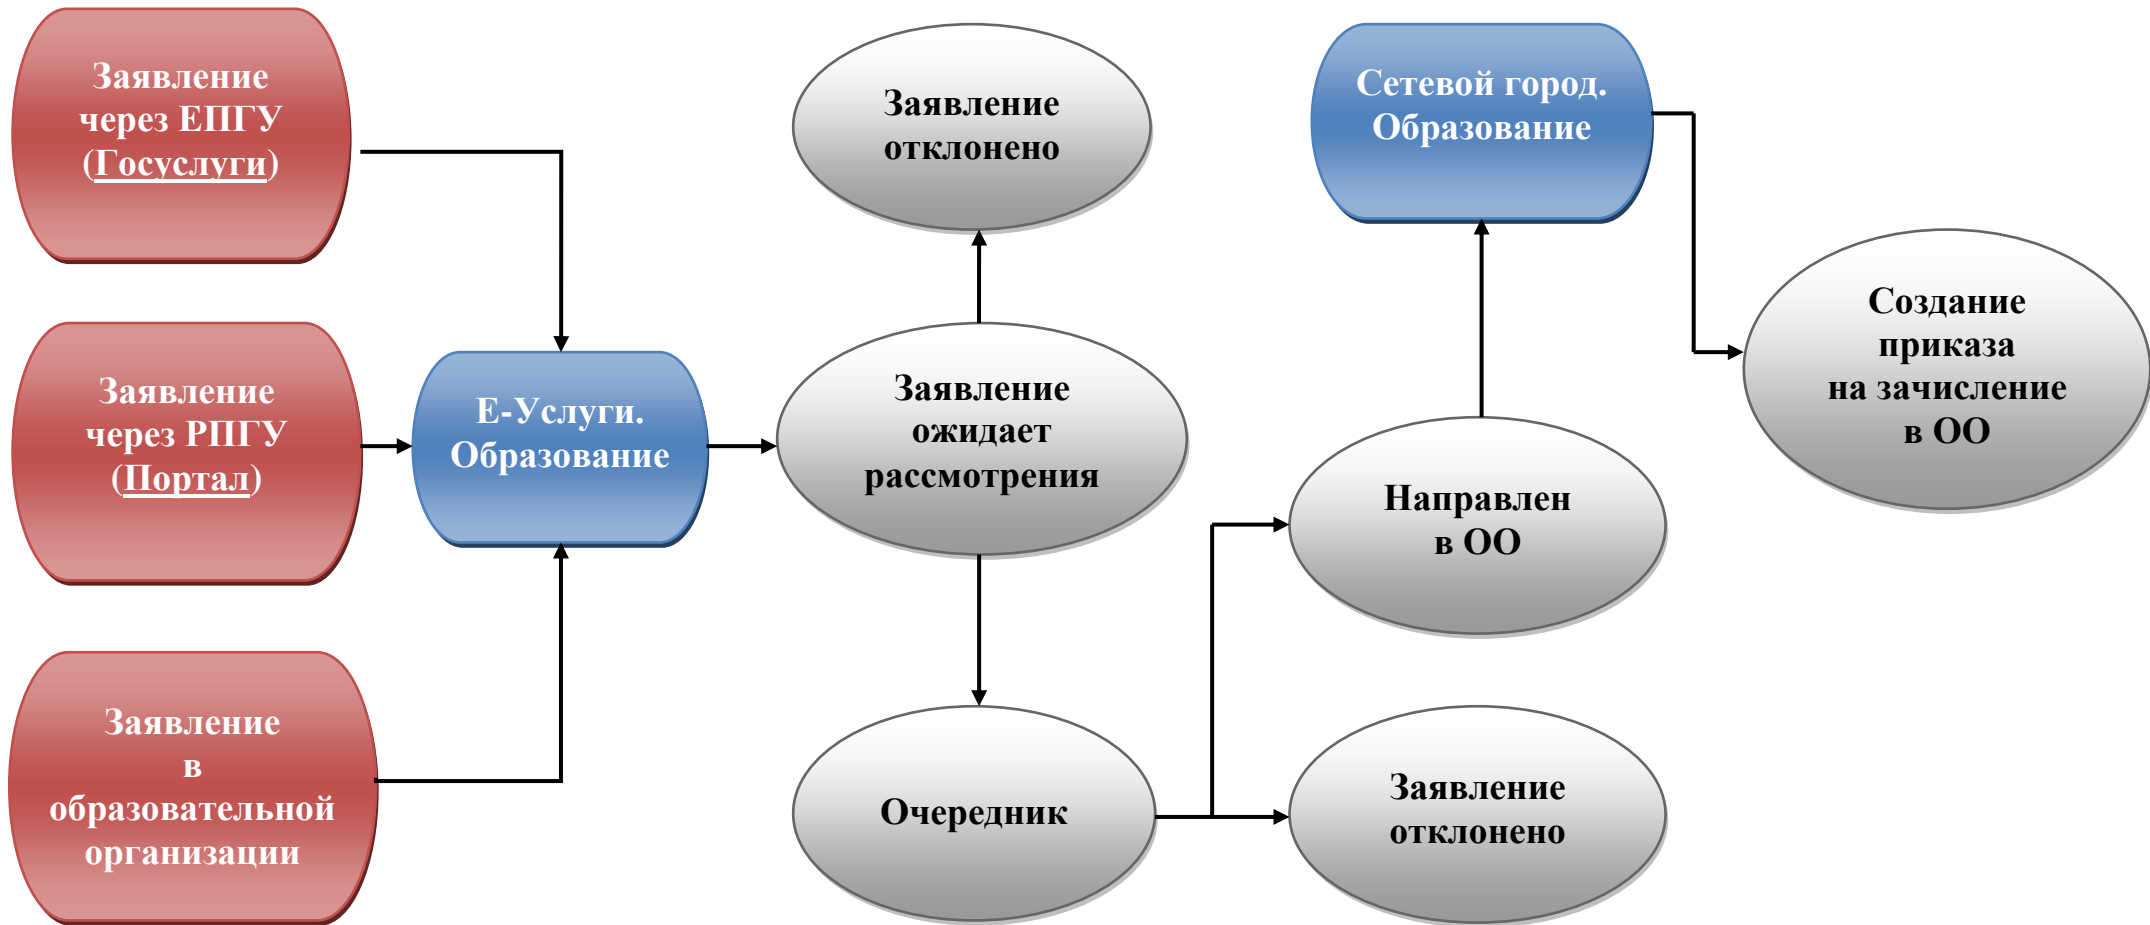 Заявление
через ЕПГУ
(Госуслуги)
Заявление
через РПГУ
(Портал)
Заявление
в
образовательной
организации
Е-Услуги.
Образование
Заявление
отклонено
Заявление
ожидает
рассмотрения
Очередник
Сетевой город.
Образование
Направлен
в ОО
Заявление
отклонено
Создание
приказа
на зачисление
в ОО